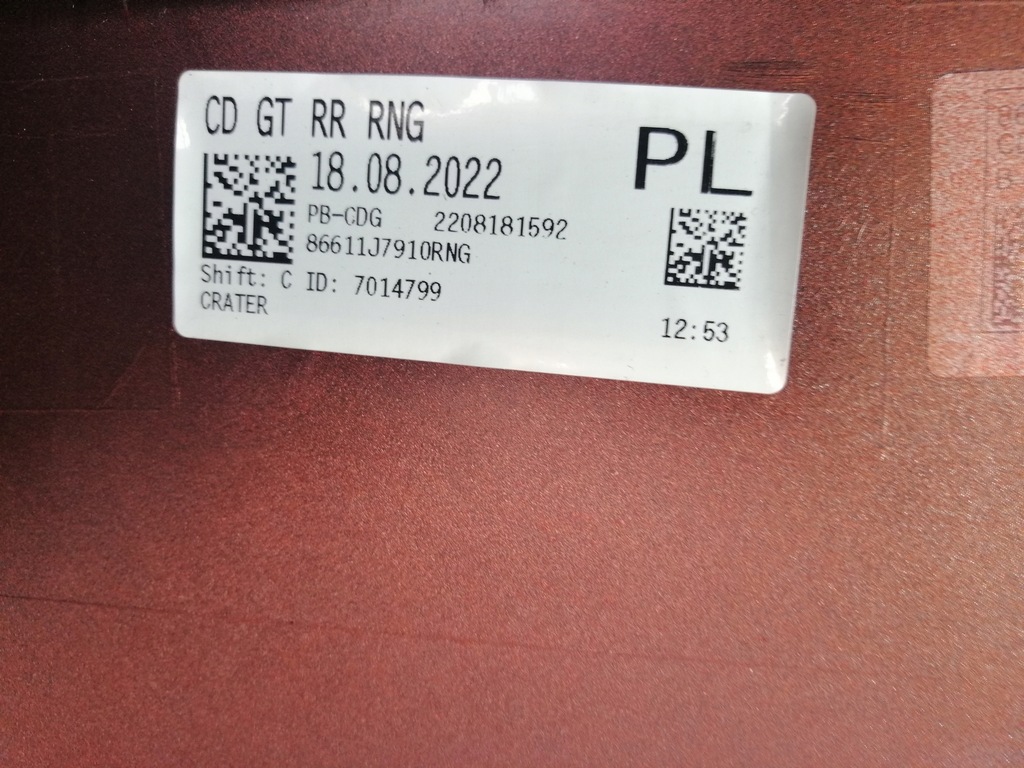 CD GT RR RNG
PL
18.08.2022
PB-CDG 2208181592
86611J7910RNG
Shift: C ID: 7014799
CRATER
12:53